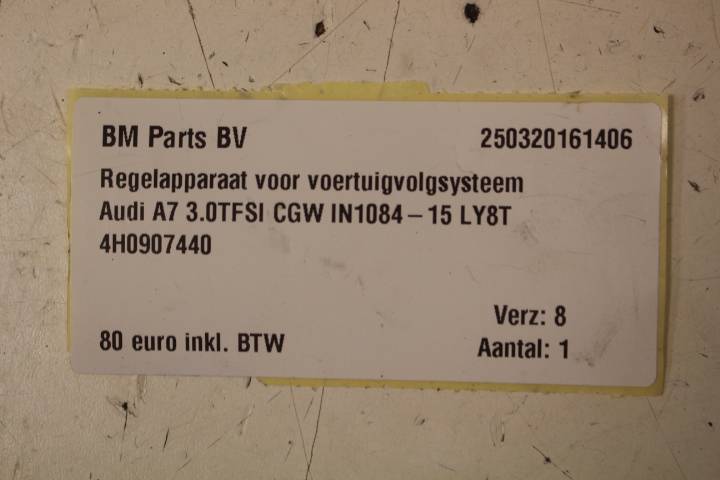 BM Parts BV 250320161406
Regelapparaat voor voertuigvolgsysteem
Audi A7 3.0TFSI CGW IN1084-15 LY8T
4H0907440
Verz: 8
80 euro inkl. BTW Aantal: 1